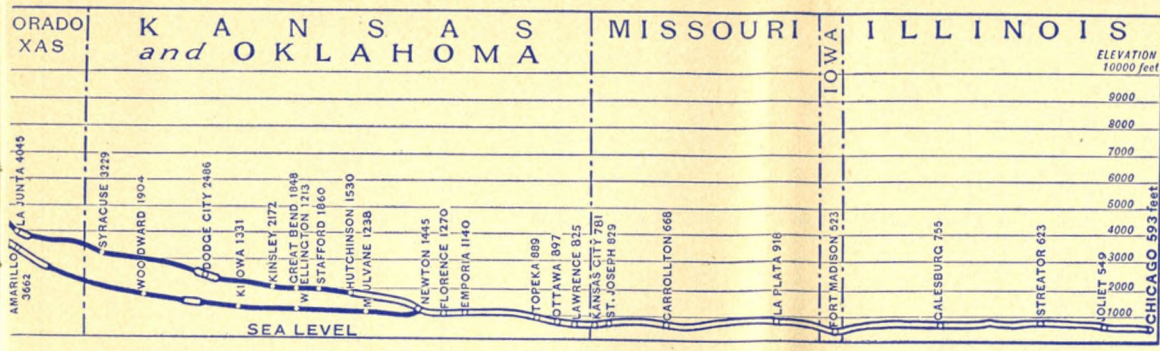 ORADO
XAS
KANSAS
and OKLAHOMA
MISSOURI
IOWA
ILLINOIS
ELEVATION
10000 feet
9000
8000
7000
6000
5000
4000
3000
2000
1000
LA JUNTA 4045
AMARILLO
3662
SYRACUSE 3229
WOODWARD 1904
DODGE CITY 2486
KIOWA 1331
KINSLEY 2172
GREAT BEND 1848
WELLINGTON 1213
STAFFORD 1860
HUTCHINSON 1530
MULVANE 1238
NEWTON 1445
FLORENCE 1270
EMPORIA 1140
TOPEKA 889
OTTAWA 897
LAWRENCE 825
KANSAS CITY 781
ST. JOSEPH 829
CARROLLTON 668
LA PLATA 918
FORT MADISON 523
GALESBURG 755
STREATOR 623
JOLIET 549
CHICAGO 593 feet
SEA LEVEL